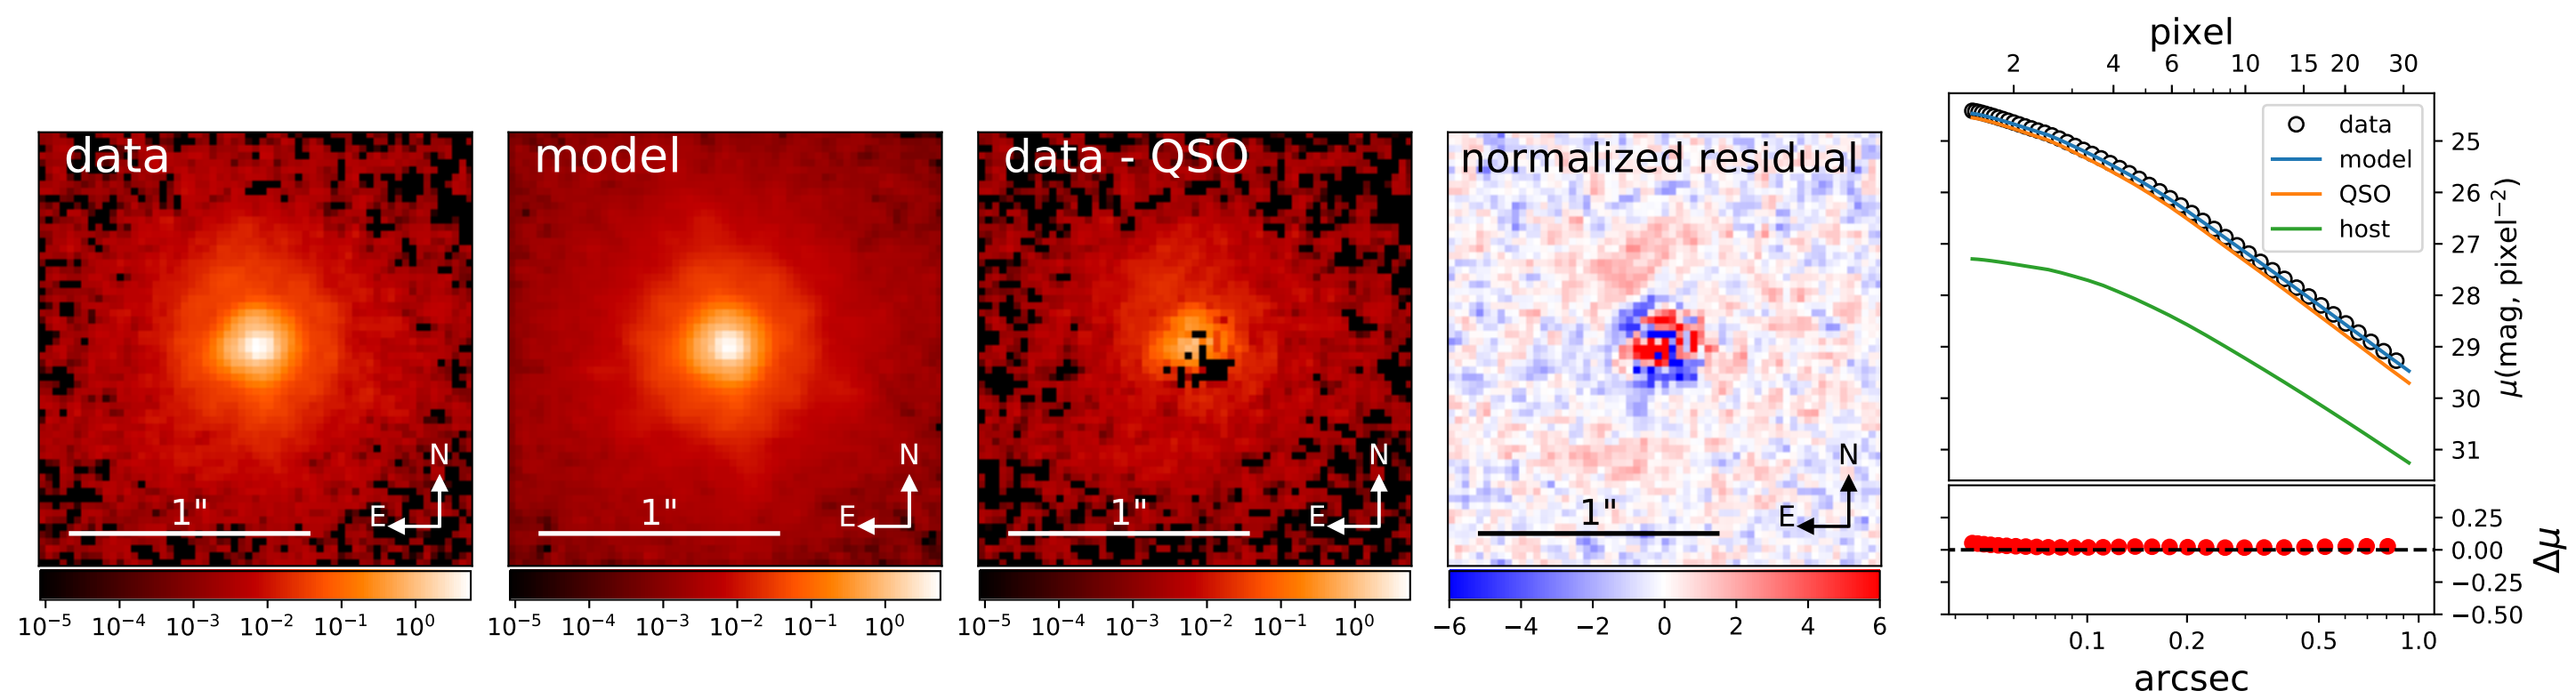 data
N
E
1"
10⁻⁵ 10⁻⁴ 10⁻³ 10⁻² 10⁻¹ 10⁰
model
N
E
1"
10⁻⁵ 10⁻⁴ 10⁻³ 10⁻² 10⁻¹ 10⁰
data - QSO
N
E
1"
10⁻⁵ 10⁻⁴ 10⁻³ 10⁻² 10⁻¹ 10⁰
normalized residual
N
E
1"
−6 −4 −2 0 2 4 6
pixel
2 4 6 10 15 20 30
data
model
QSO
host
25
26
27
28
29
30
31
μ(mag, pixel⁻²)
0.25
0.00
−0.25
−0.50
Δμ
0.1 0.2 0.5 1.0
arcsec